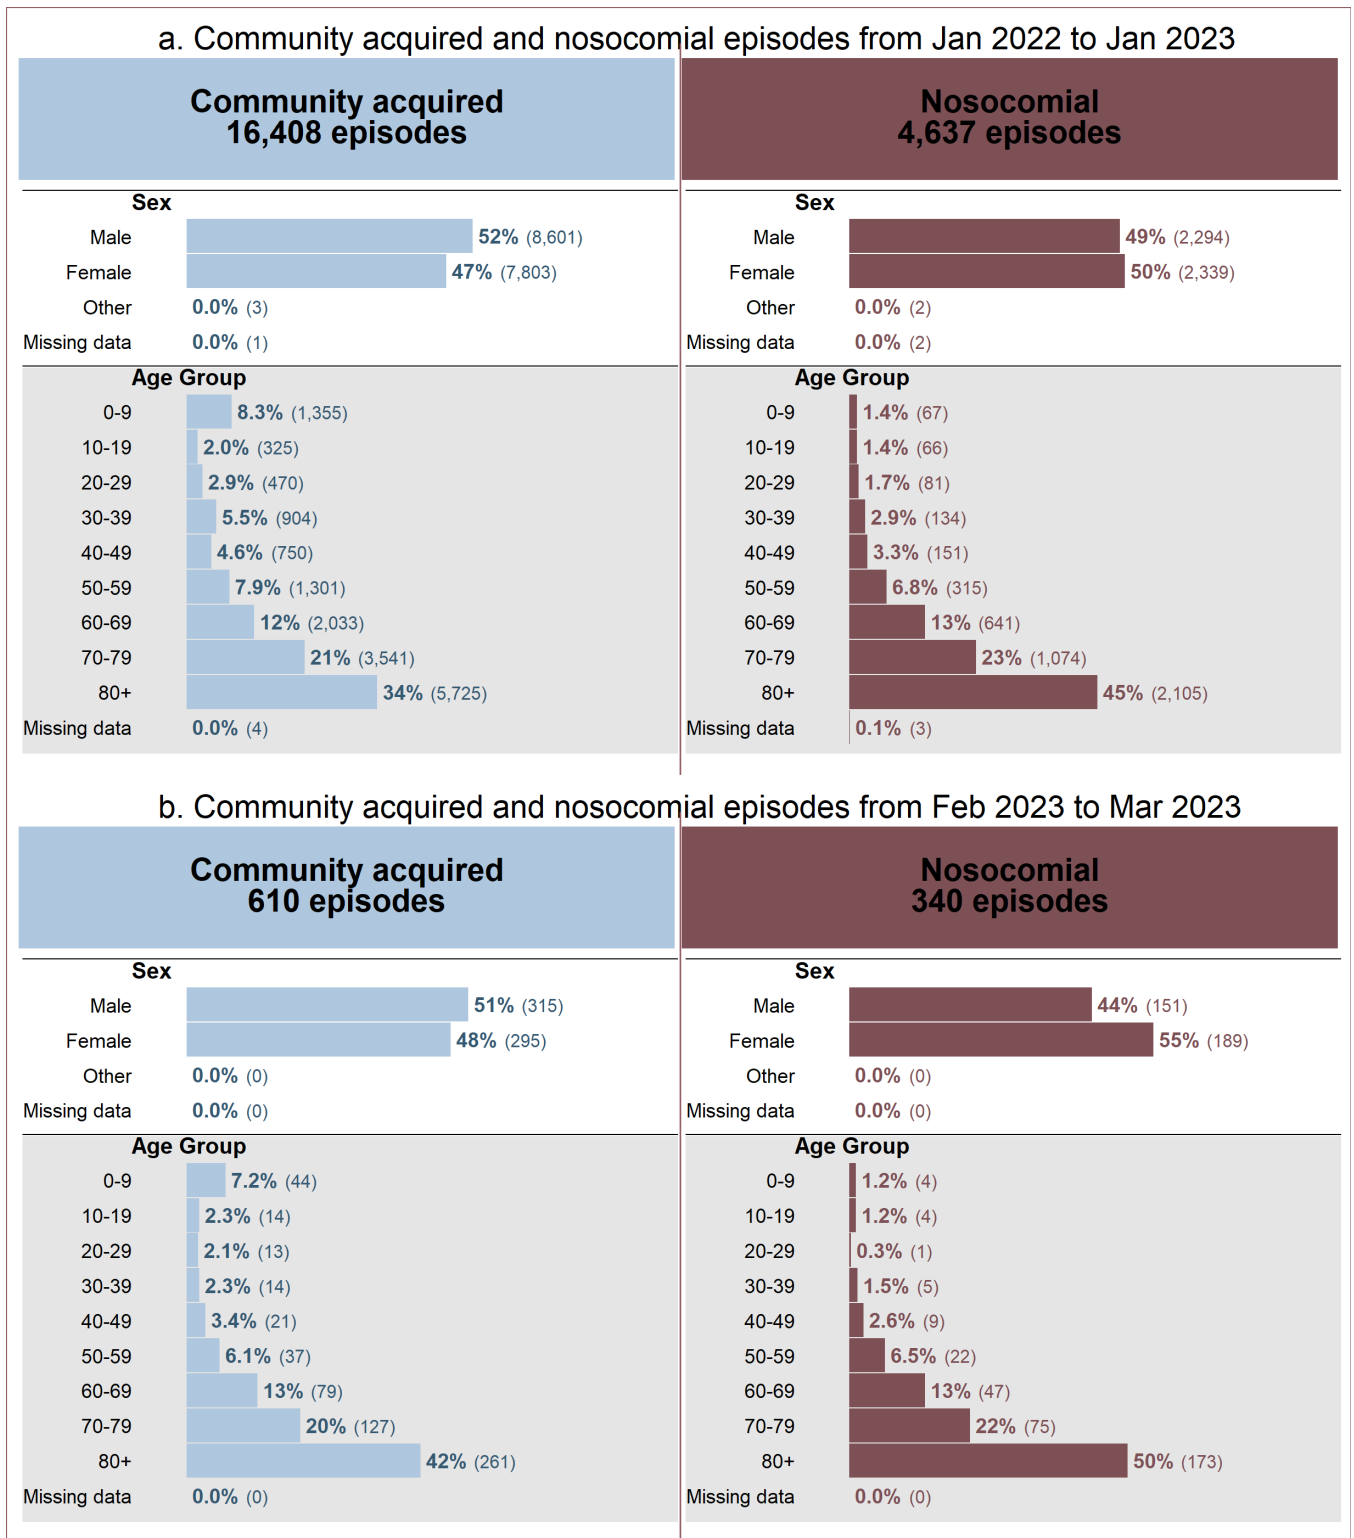 a. Community acquired and nosocomial episodes from Jan 2022 to Jan 2023
Community acquired
16,408 episodes
Sex
Male 52% (8,601)
Female 47% (7,803)
Other 0.0% (3)
Missing data 0.0% (1)
Age Group
0-9 8.3% (1,355)
10-19 2.0% (325)
20-29 2.9% (470)
30-39 5.5% (904)
40-49 4.6% (750)
50-59 7.9% (1,301)
60-69 12% (2,033)
70-79 21% (3,541)
80+ 34% (5,725)
Missing data 0.0% (4)
Nosocomial
4,637 episodes
Sex
Male 49% (2,294)
Female 50% (2,339)
Other 0.0% (2)
Missing data 0.0% (2)
Age Group
0-9 1.4% (67)
10-19 1.4% (66)
20-29 1.7% (81)
30-39 2.9% (134)
40-49 3.3% (151)
50-59 6.8% (315)
60-69 13% (641)
70-79 23% (1,074)
80+ 45% (2,105)
Missing data 0.1% (3)
b. Community acquired and nosocomial episodes from Feb 2023 to Mar 2023
Community acquired
610 episodes
Sex
Male 51% (315)
Female 48% (295)
Other 0.0% (0)
Missing data 0.0% (0)
Age Group
0-9 7.2% (44)
10-19 2.3% (14)
20-29 2.1% (13)
30-39 2.3% (14)
40-49 3.4% (21)
50-59 6.1% (37)
60-69 13% (79)
70-79 20% (127)
80+ 42% (261)
Missing data 0.0% (0)
Nosocomial
340 episodes
Sex
Male 44% (151)
Female 55% (189)
Other 0.0% (0)
Missing data 0.0% (0)
Age Group
0-9 1.2% (4)
10-19 1.2% (4)
20-29 0.3% (1)
30-39 1.5% (5)
40-49 2.6% (9)
50-59 6.5% (22)
60-69 13% (47)
70-79 22% (75)
80+ 50% (173)
Missing data 0.0% (0)